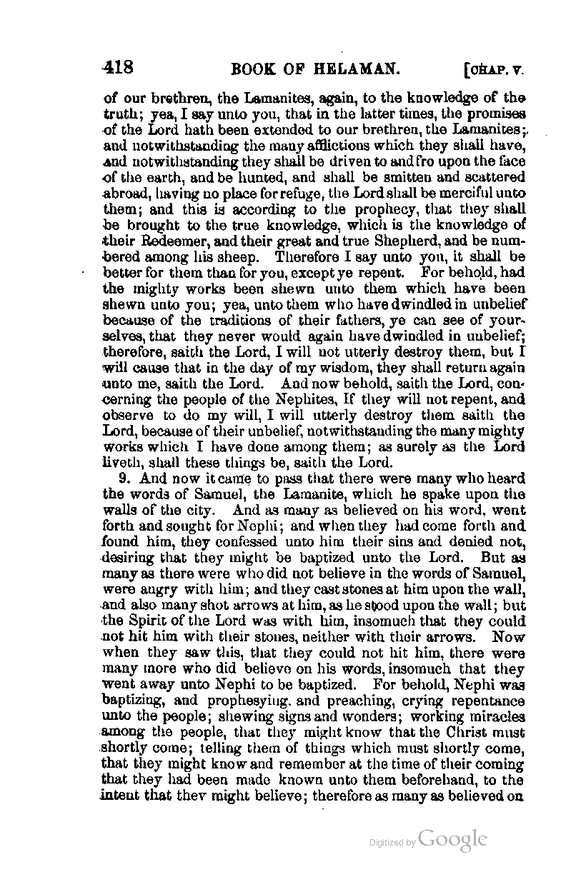 418 BOOK OF HELAMAN. [CHAP. V.
of our brethren, the Lamanites, again, to the knowledge of the
truth; yea, I say unto you, that in the latter times, the promises
of the Lord hath been extended to our brethren, the Lamanites;
and notwithstanding the many afflictions which they shall have,
and notwithstanding they shall be driven to and fro upon the face
of the earth, and be hunted, and shall be smitten and scattered
abroad, having no place for refuge, the Lord shall be merciful unto
them; and this is according to the prophecy, that they shall
be brought to the true knowledge, which is the knowledge of
their Redeemer, and their great and true Shepherd, and be num-
bered among his sheep. Therefore I say unto you, it shall be
better for them than for you, except ye repent. For behold, had
the mighty works been shewn unto them which have been
shewn unto you; yea, unto them who have dwindled in unbelief
because of the traditions of their fathers, ye can see of your-
selves, that they never would again have dwindled in unbelief;
therefore, saith the Lord, I will not utterly destroy them, but I
will cause that in the day of my wisdom, they shall return again
unto me, saith the Lord. And now behold, saith the Lord, con-
cerning the people of the Nephites, If they will not repent, and
observe to do my will, I will utterly destroy them saith the
Lord, because of their unbelief, notwithstanding the many mighty
works which I have done among them; as surely as the Lord
liveth, shall these things be, saith the Lord.
9. And now it came to pass that there were many who heard
the words of Samuel, the Lamanite, which he spake upon the
walls of the city. And as many as believed on his word, went
forth and sought for Nephi; and when they had come forth and
found him, they confessed unto him their sins and denied not,
desiring that they might be baptized unto the Lord. But as
many as there were who did not believe in the words of Samuel,
were angry with him; and they cast stones at him upon the wall,
and also many shot arrows at him, as he stood upon the wall; but
the Spirit of the Lord was with him, insomuch that they could
not hit him with their stones, neither with their arrows. Now
when they saw this, that they could not hit him, there were
many more who did believe on his words, insomuch that they
went away unto Nephi to be baptized. For behold, Nephi was
baptizing, and prophesying, and preaching, crying repentance
unto the people; shewing signs and wonders; working miracles
among the people, that they might know that the Christ must
shortly come; telling them of things which must shortly come,
that they might know and remember at the time of their coming
that they had been made known unto them beforehand, to the
intent that they might believe; therefore as many as believed on
Digitized by Google